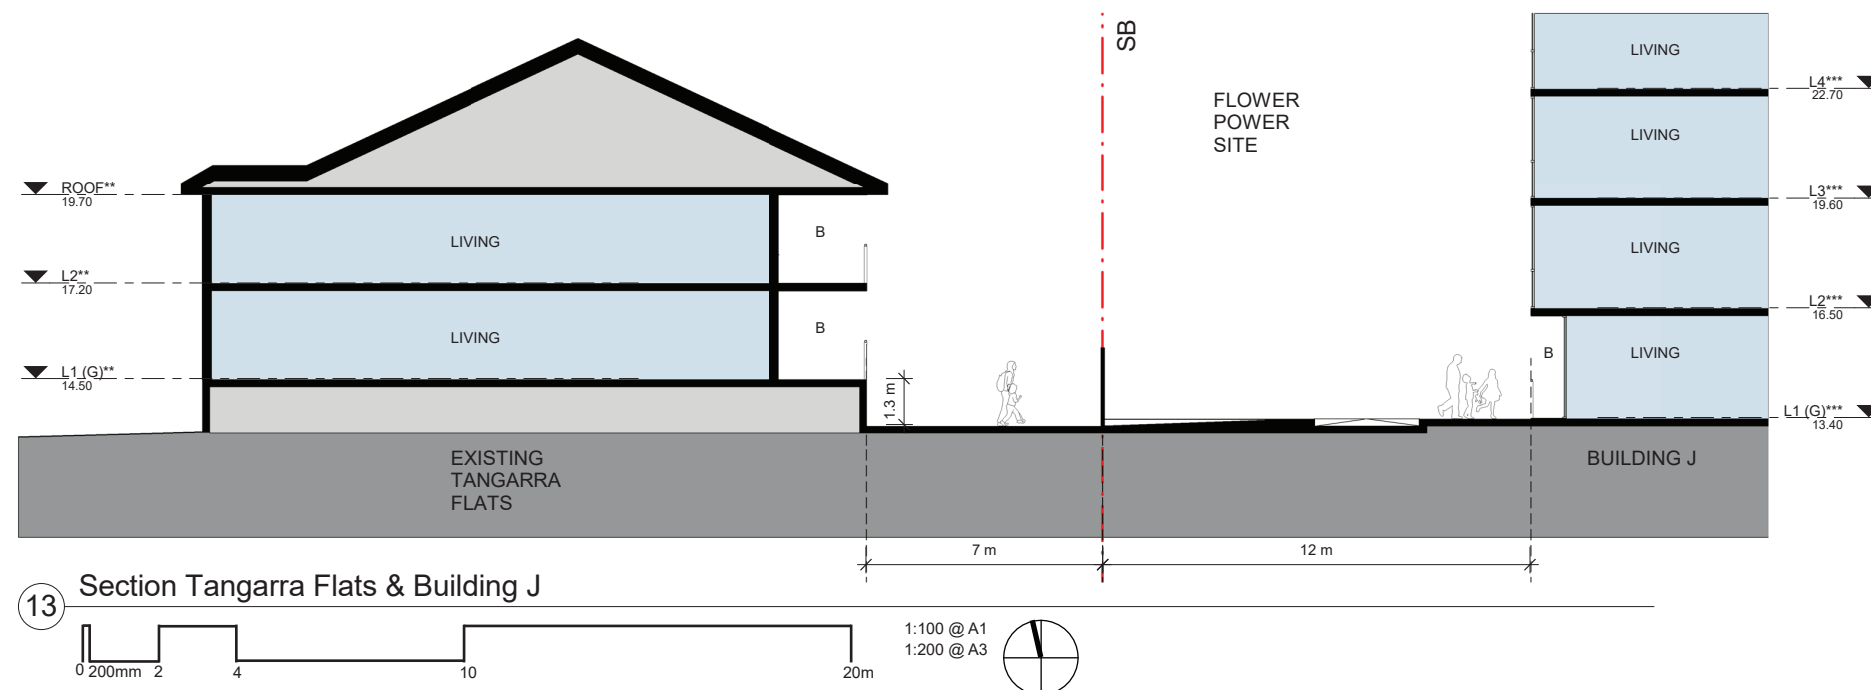 SB
LIVING
L4***
22.70
FLOWER
POWER
SITE
LIVING
ROOF**
19.70
L3***
19.60
B
LIVING
LIVING
L2**
17.20
L2***
16.50
B
LIVING
B
LIVING
L1 (G)**
14.50
1.3 m
L1 (G)***
13.40
EXISTING
TANGARRA
FLATS
BUILDING J
7 m
12 m
13
Section Tangarra Flats & Building J
1:100 @ A1
1:200 @ A3
0 200mm 2 4 10 20m